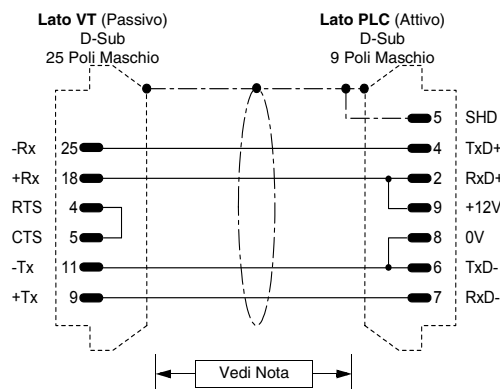 Lato VT (Passivo)
D-Sub
25 Poli Maschio
Lato PLC (Attivo)
D-Sub
9 Poli Maschio
5 SHD
-Rx 25 4 TxD+
+Rx 18 2 RxD+
RTS 4 9 +12V
CTS 5 8 0V
-Tx 11 6 TxD-
+Tx 9 7 RxD-
Vedi Nota